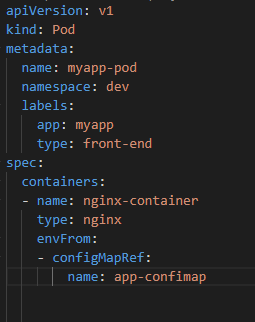 apiVersion: v1
kind: Pod
metadata:
  name: myapp-pod
  namespace: dev
  labels:
    app: myapp
    type: front-end
spec:
  containers:
  - name: nginx-container
    type: nginx
    envFrom:
    - configMapRef:
        name: app-confimap